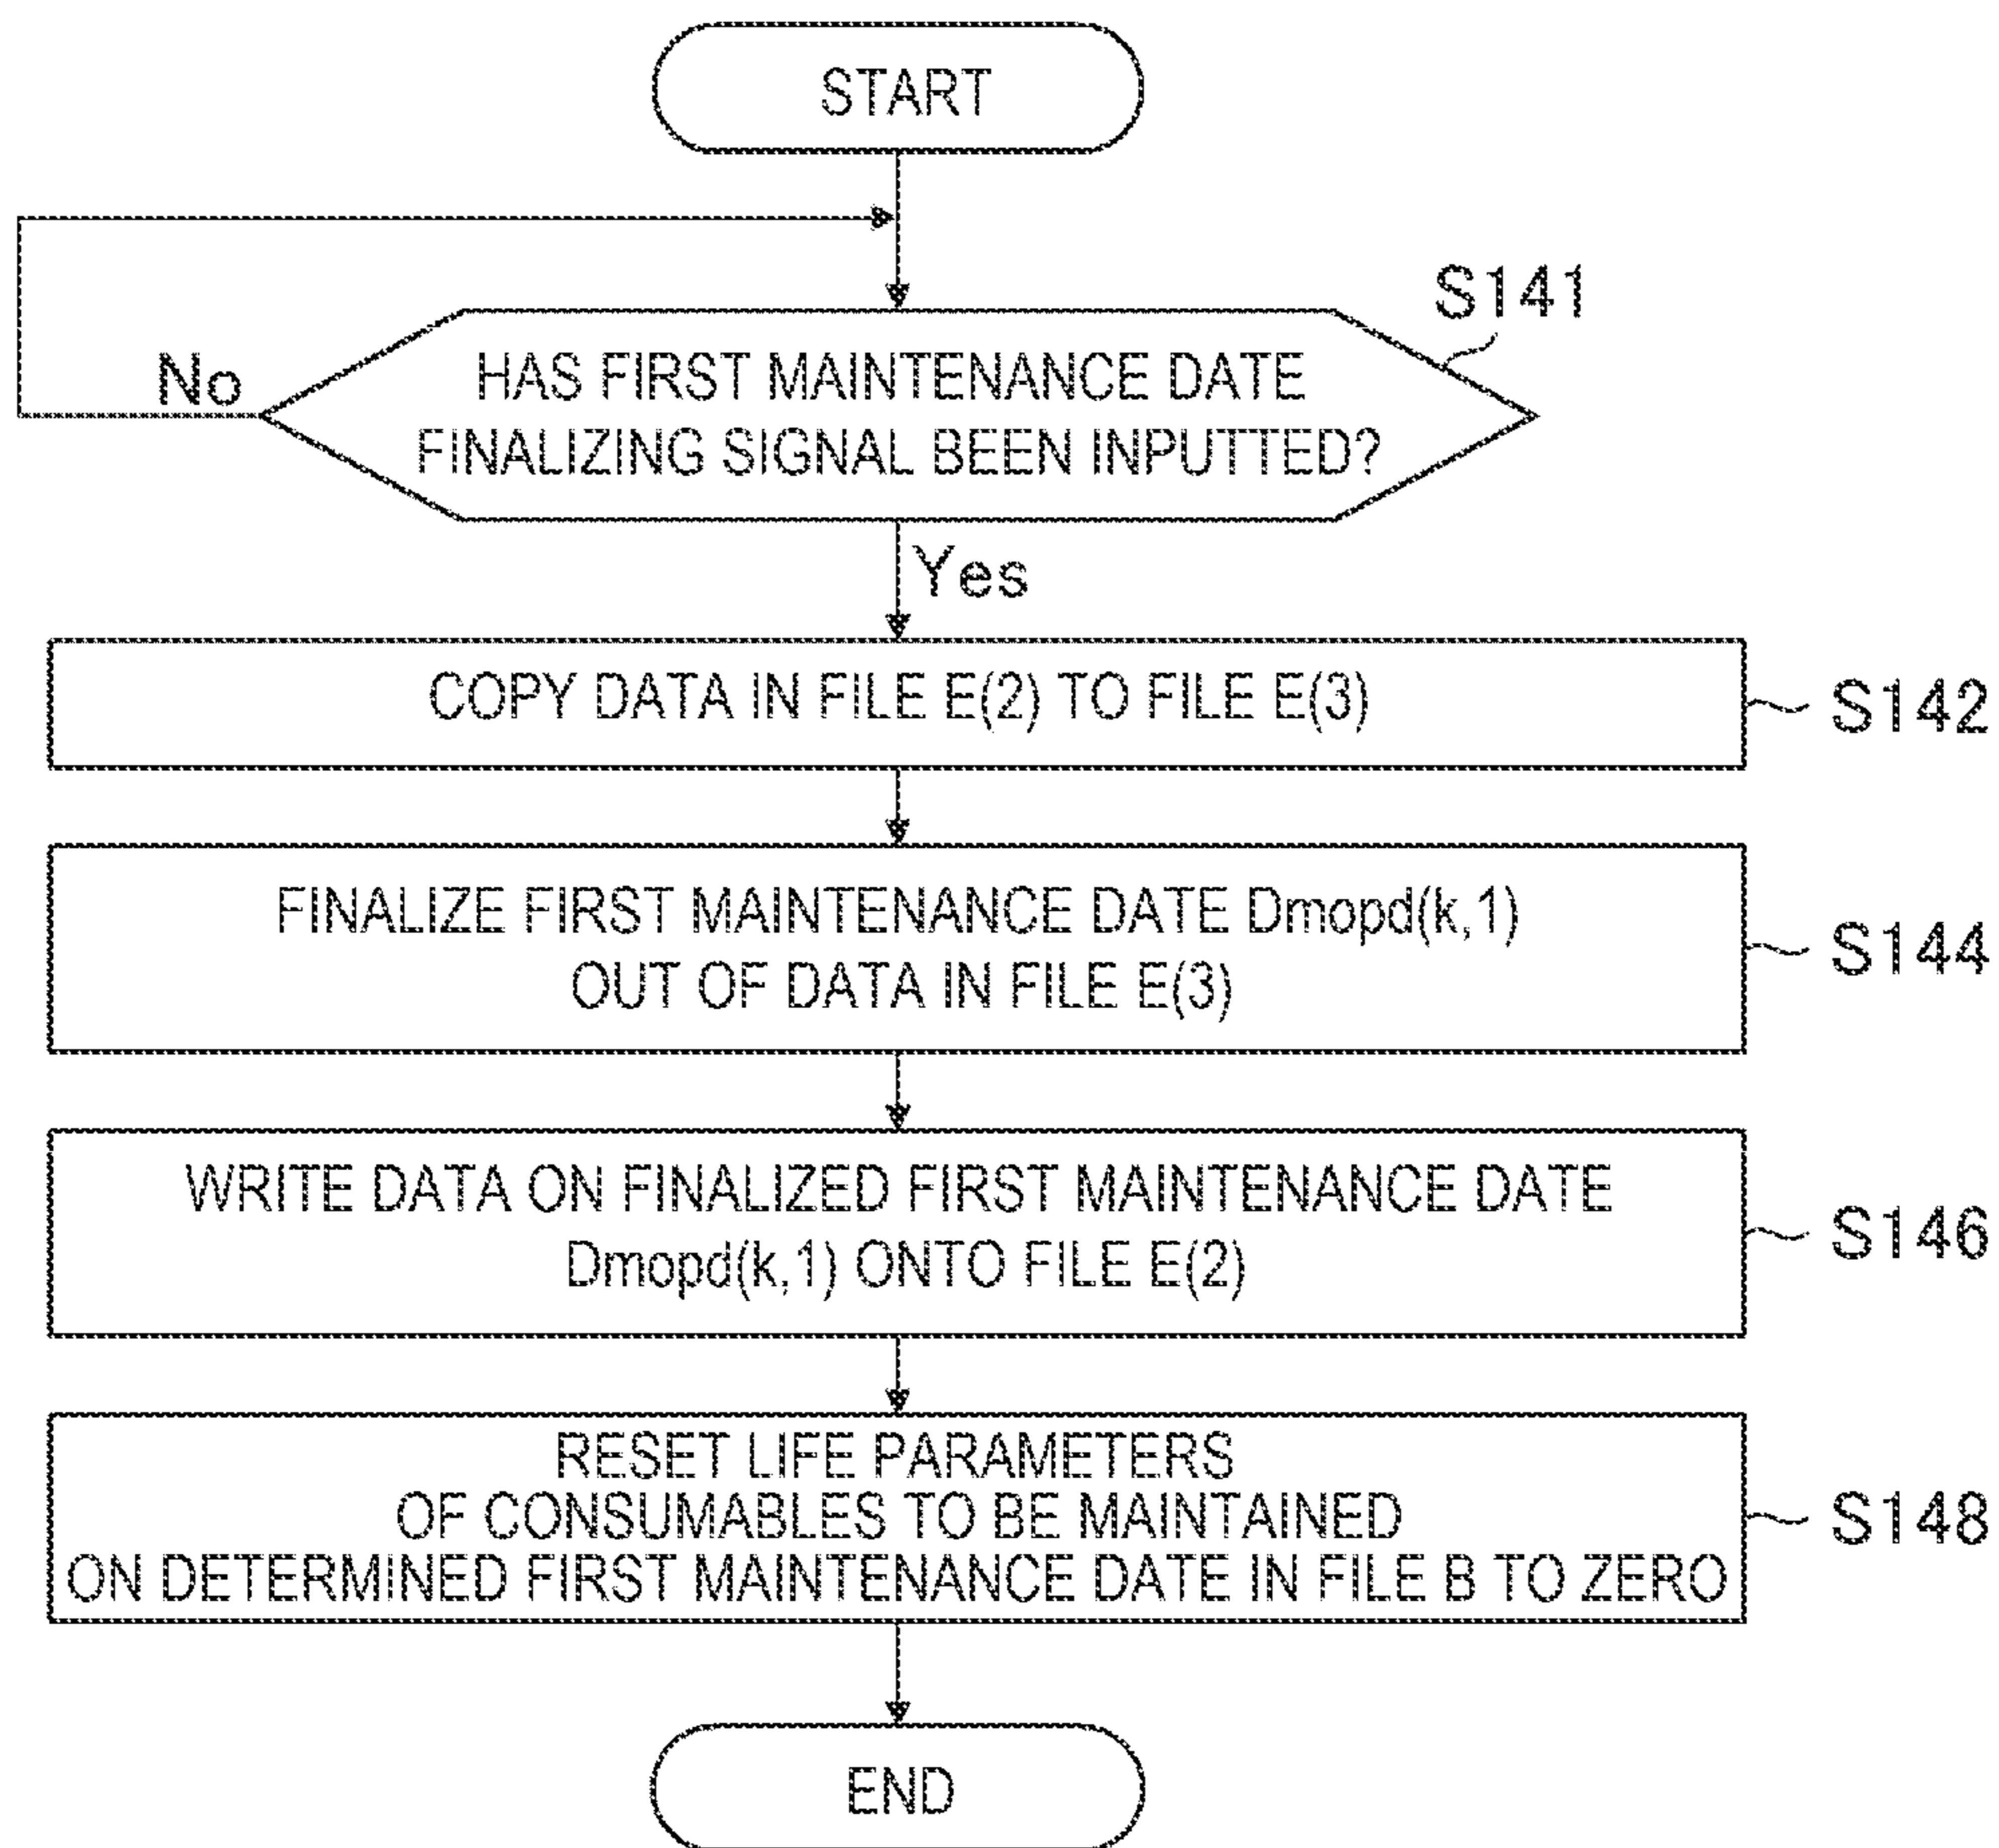 START
S141
HAS FIRST MAINTENANCE DATE
FINALIZING SIGNAL BEEN INPUTTED?
No
Yes
COPY DATA IN FILE E(2) TO FILE E(3)
S142
FINALIZE FIRST MAINTENANCE DATE Dmopd(k,1)
OUT OF DATA IN FILE E(3)
S144
WRITE DATA ON FINALIZED FIRST MAINTENANCE DATE
Dmopd(k,1) ONTO FILE E(2)
S146
RESET LIFE PARAMETERS
OF CONSUMABLES TO BE MAINTAINED
ON DETERMINED FIRST MAINTENANCE DATE IN FILE B TO ZERO
S148
END